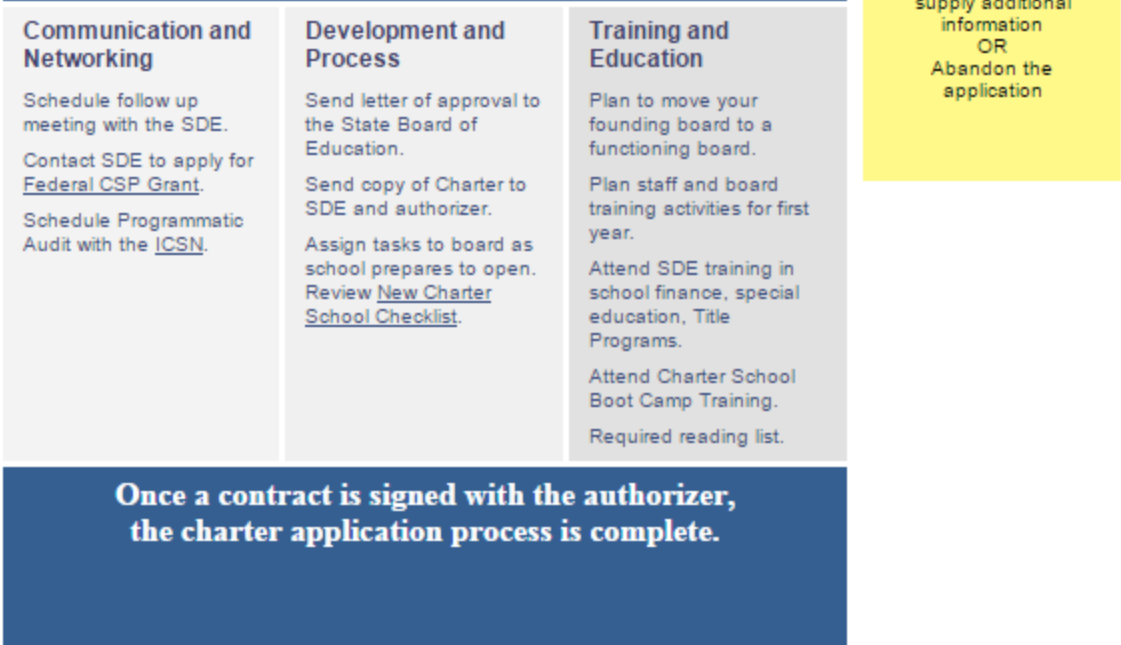 Communication and
Networking
Schedule follow up
meeting with the SDE.
Contact SDE to apply for
Federal CSP Grant.
Schedule Programmatic
Audit with the ICSN.
Development and
Process
Send letter of approval to
the State Board of
Education.
Send copy of Charter to
SDE and authorizer.
Assign tasks to board as
school prepares to open.
Review New Charter
School Checklist.
Training and
Education
Plan to move your
founding board to a
functioning board.
Plan staff and board
training activities for first
year.
Attend SDE training in
school finance, special
education, Title
Programs.
Attend Charter School
Boot Camp Training.
Required reading list.
supply additional
information
OR
Abandon the
application
Once a contract is signed with the authorizer,
the charter application process is complete.